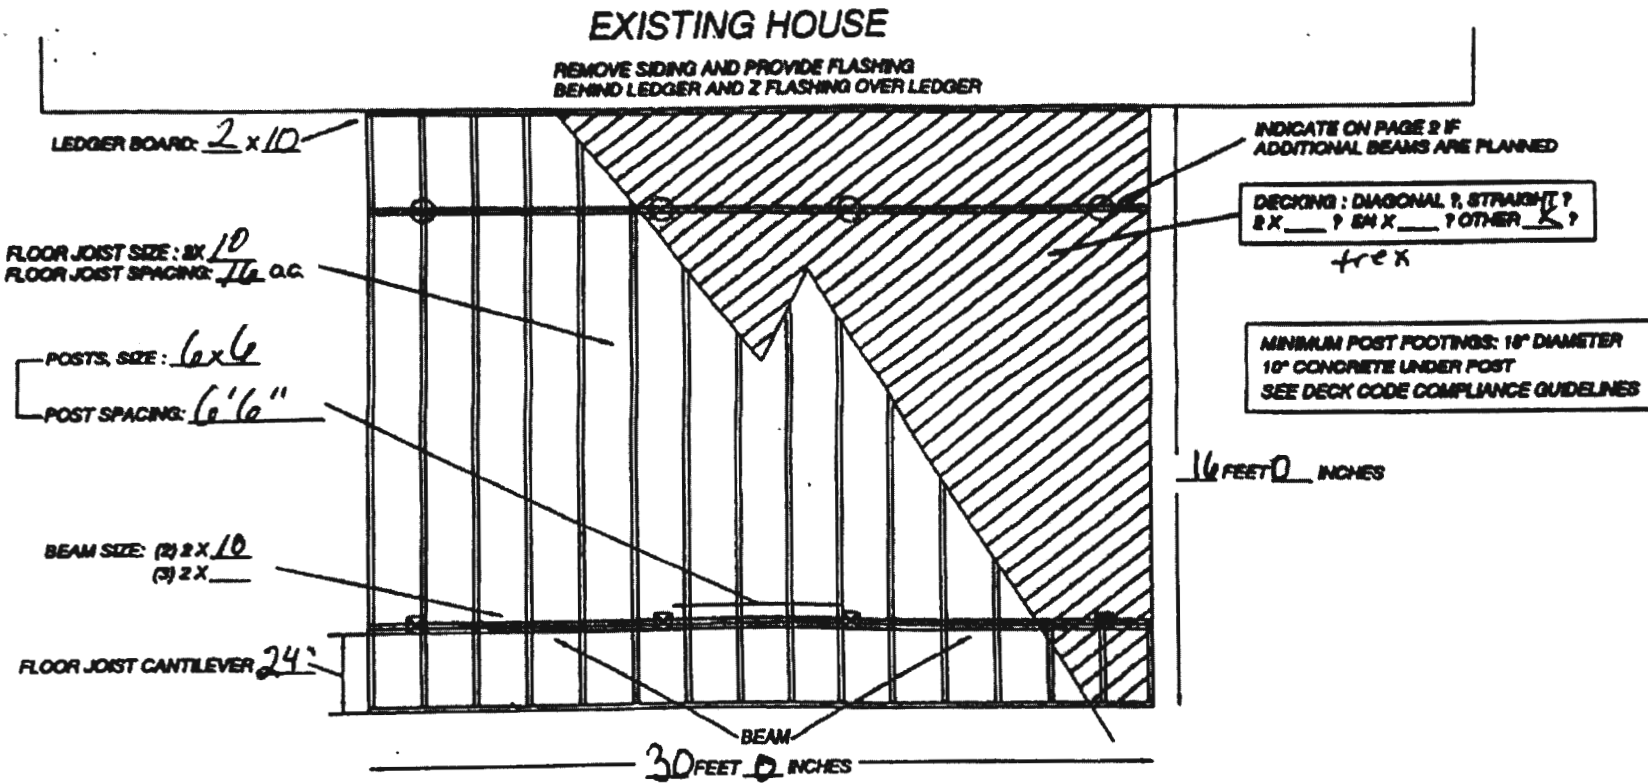 EXISTING HOUSE
REMOVE SIDING AND PROVIDE FLASHING
BEHIND LEDGER AND Z FLASHING OVER LEDGER
LEDGER BOARD: 2 X 10
INDICATE ON PAGE 2 IF
ADDITIONAL BEAMS ARE PLANNED
DECKING : DIAGONAL ?, STRAIGHT ?
2 X ___ ? 5/4 X ___ ? OTHER X ?
trex
FLOOR JOIST SIZE : 2X 10
FLOOR JOIST SPACING: 16 O.C.
MINIMUM POST FOOTINGS: 18" DIAMETER
10" CONCRETE UNDER POST
SEE DECK CODE COMPLIANCE GUIDELINES
POSTS, SIZE : 6x6
POST SPACING: 6'6"
16 FEET 0 INCHES
BEAM SIZE: (2) 2 X 10
(3) 2 X ___
FLOOR JOIST CANTILEVER 24"
BEAM
30 FEET 0 INCHES